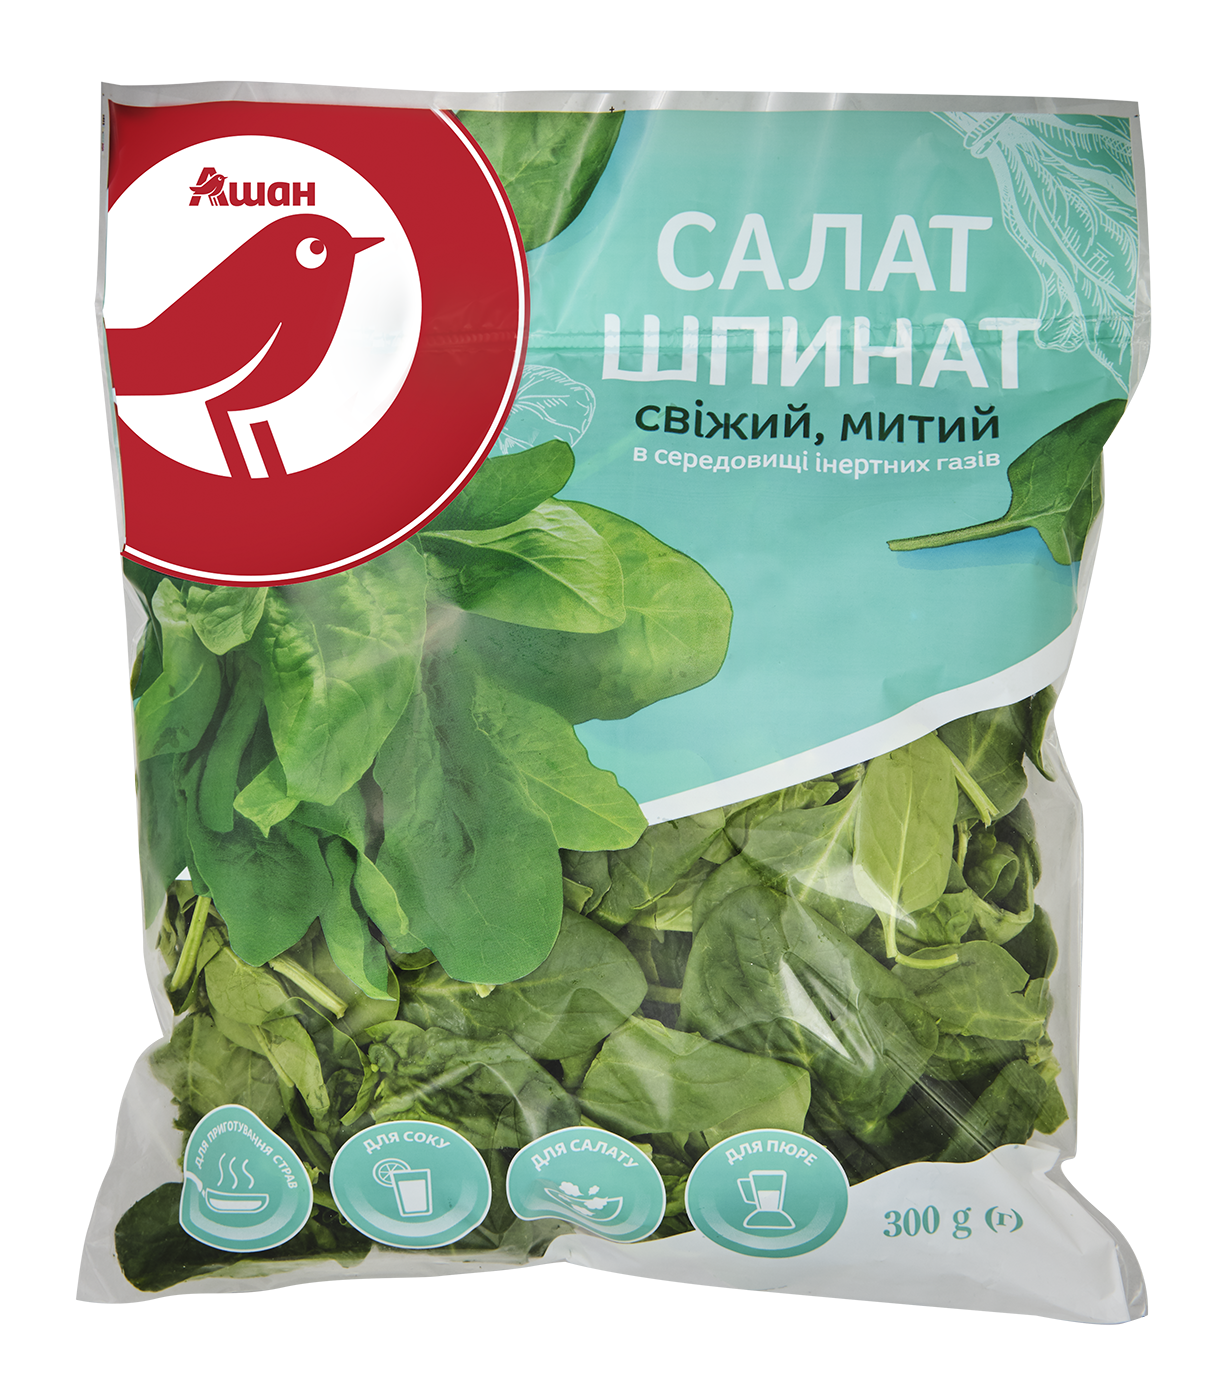 Ашан
САЛАТ
ШПИНАТ
свіжий, митий
в середовищі інертних газів
ДЛЯ ПРИГОТУВАННЯ СТРАВ
ДЛЯ СОКУ
ДЛЯ САЛАТУ
ДЛЯ ПЮРЕ
300 g (г)